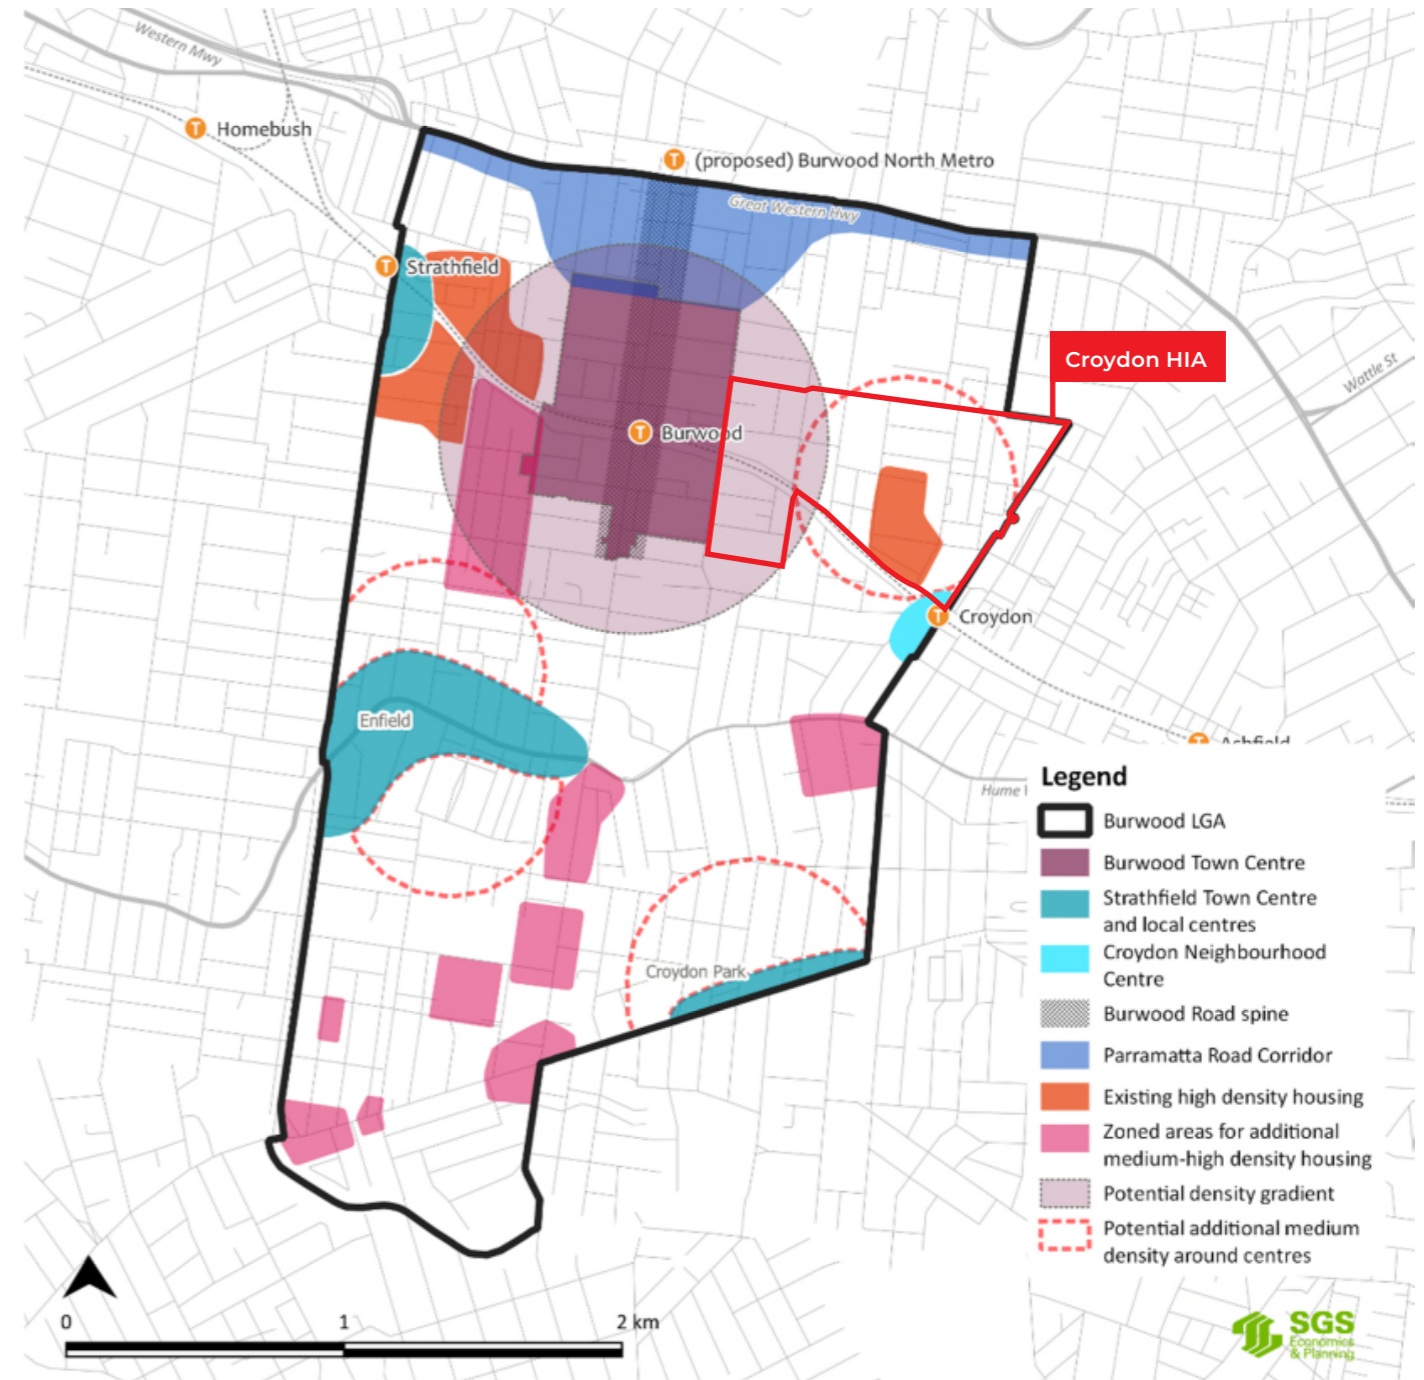 Western Mwy
Homebush
(proposed) Burwood North Metro
Great Western Hwy
Strathfield
Croydon HIA
Wattle St
Burwood
Croydon
Enfield
Ashfield
Hume
Croydon Park
Legend
Burwood LGA
Burwood Town Centre
Strathfield Town Centre
and local centres
Croydon Neighbourhood
Centre
Burwood Road spine
Parramatta Road Corridor
Existing high density housing
Zoned areas for additional
medium-high density housing
Potential density gradient
Potential additional medium
density around centres
0 1 2 km
SGS
Economics
& Planning